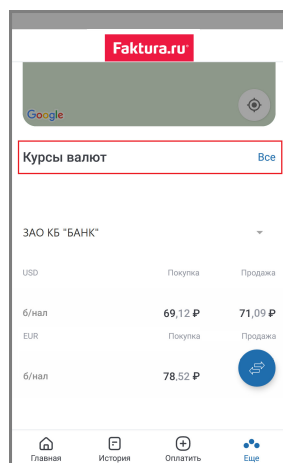 Faktura.ru
Google
Курсы валют Все
ЗАО КБ "БАНК"
USD Покупка Продажа
б/нал 69,12 ₽ 71,09 ₽
EUR Покупка Продажа
б/нал 78,52 ₽
Главная История Оплатить Еще